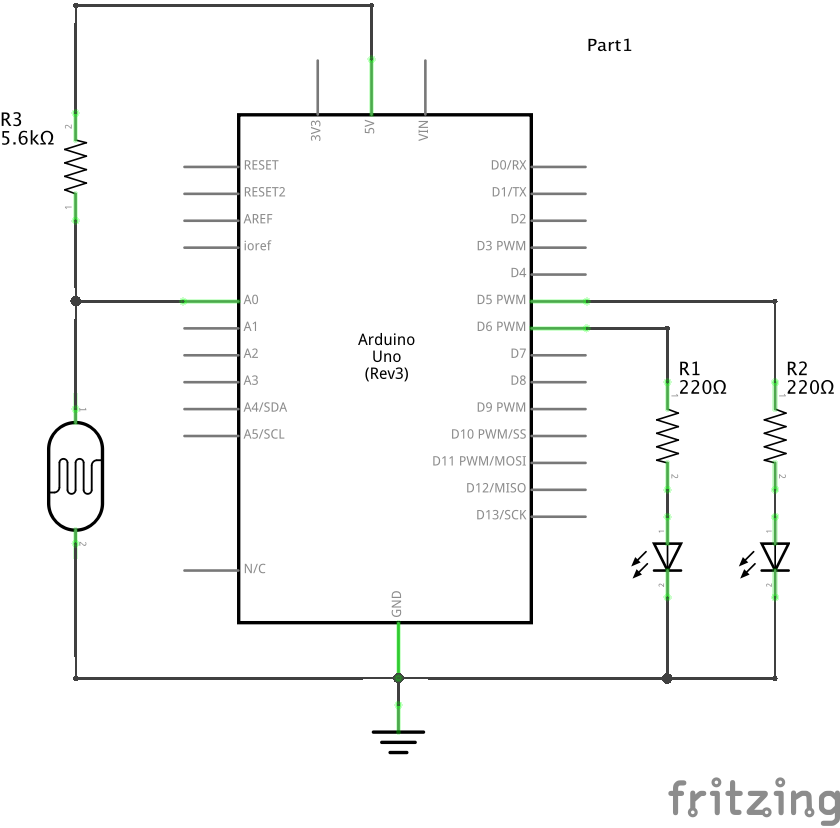 Part1
R3
5.6kΩ
2
1
3V3
5V
VIN
RESET
RESET2
AREF
ioref
A0
A1
A2
A3
A4/SDA
A5/SCL
N/C
D0/RX
D1/TX
D2
D3 PWM
D4
D5 PWM
D6 PWM
D7
D8
D9 PWM
D10 PWM/SS
D11 PWM/MOSI
D12/MISO
D13/SCK
Arduino
Uno
(Rev3)
GND
1
2
R1
220Ω
1
2
1
2
R2
220Ω
1
2
1
2
fritzing